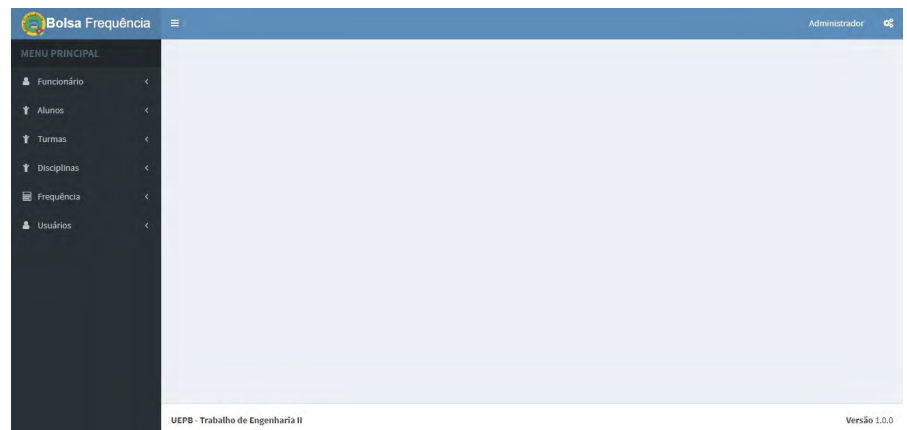 Bolsa Frequência
Administrador
MENU PRINCIPAL
Funcionário
Alunos
Turmas
Disciplinas
Frequência
Usuários
UEPB - Trabalho de Engenharia II
Versão 1.0.0